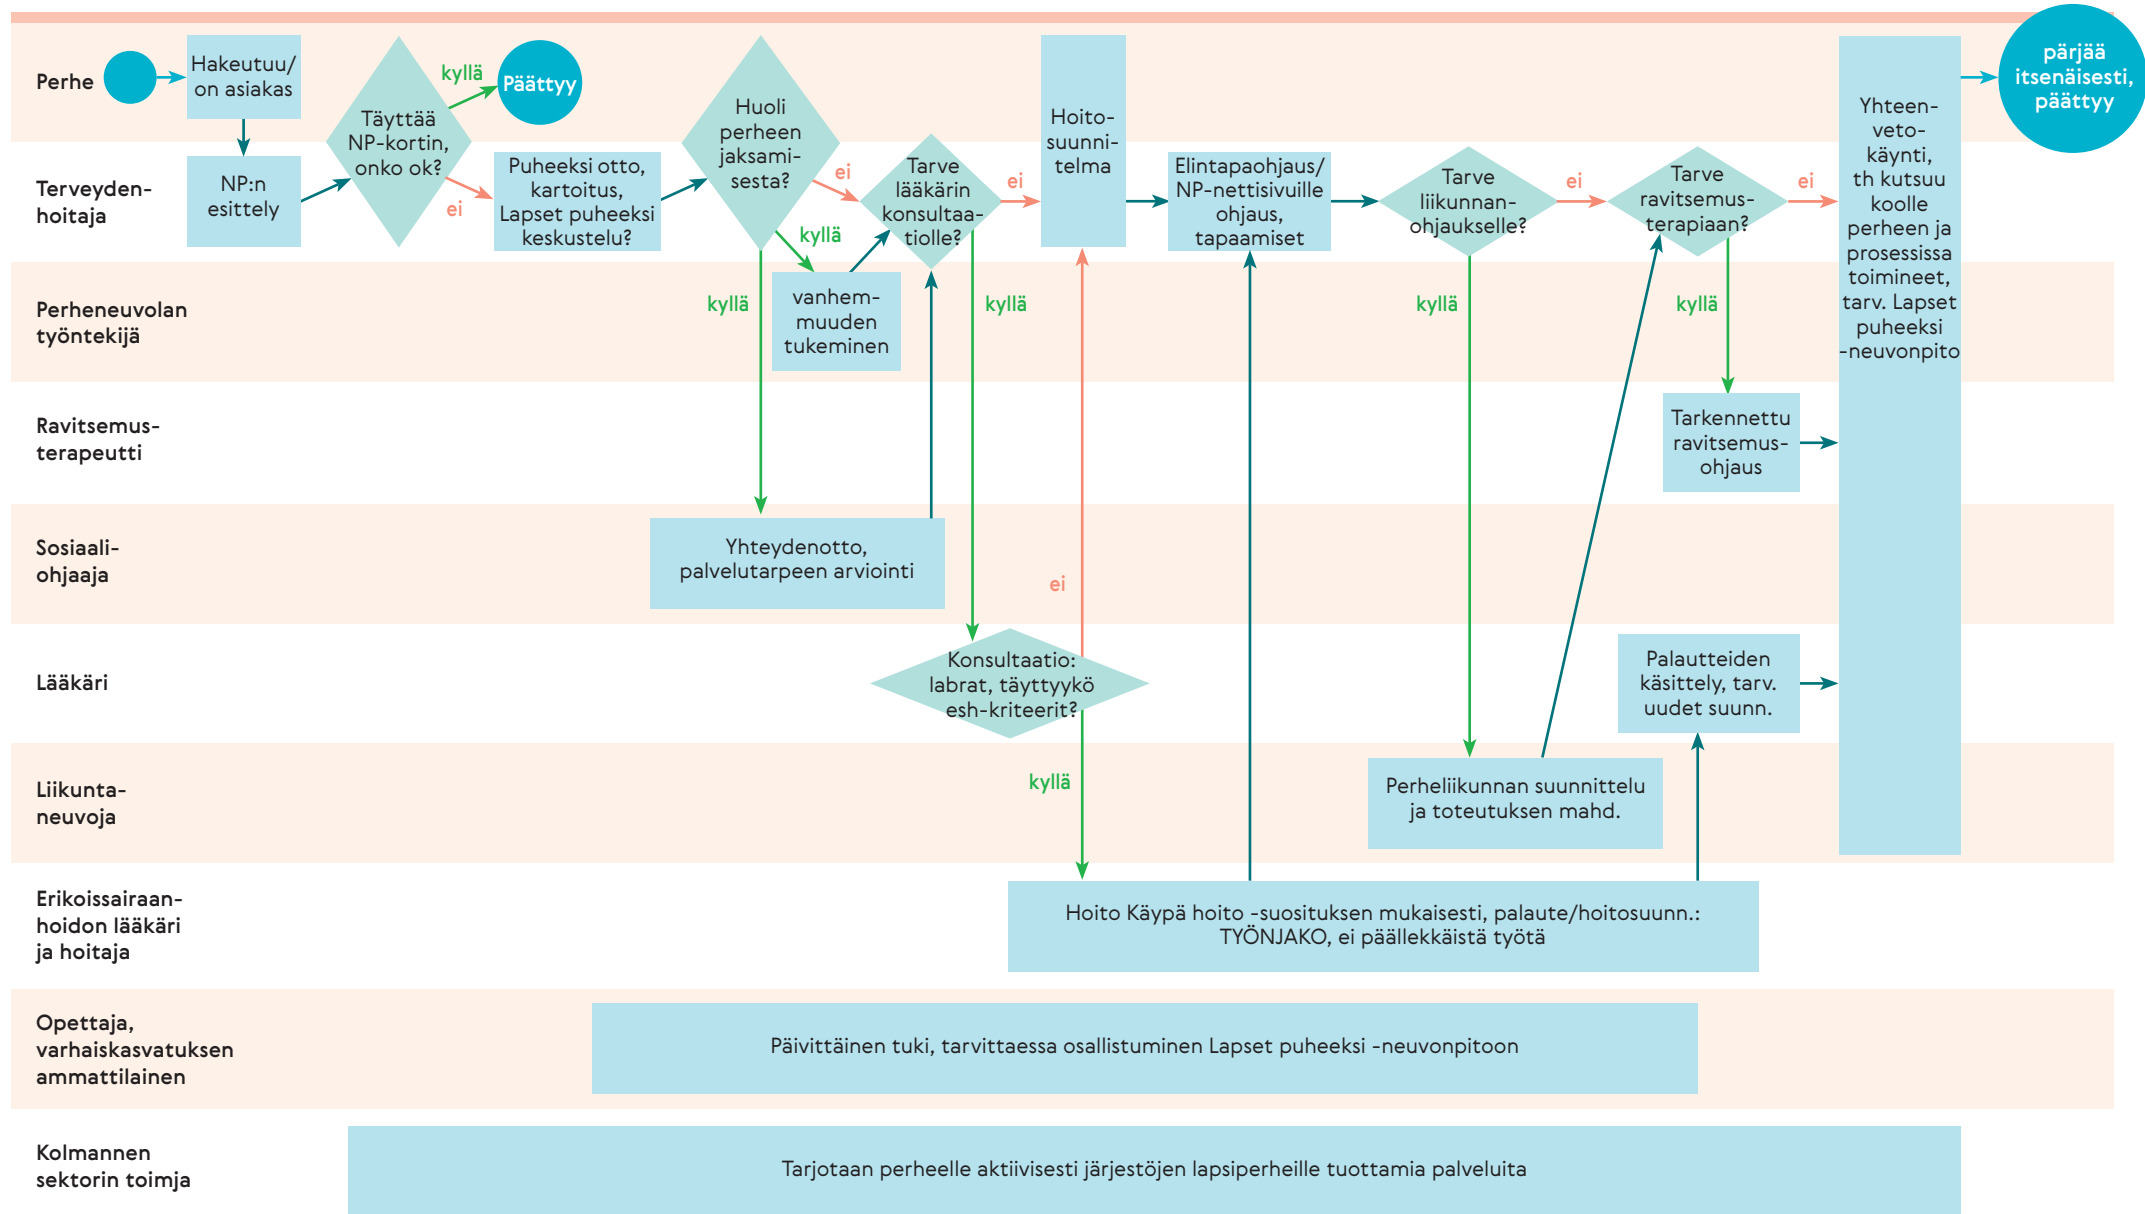 Perhe
Hakeutuu/
on asiakas
Täyttää
NP-kortin,
onko ok?
kyllä
Päättyy
ei
Huoli
perheen
jaksami-
sesta?
Hoito-
suunni-
telma
Yhteen-
veto-
käynti,
th kutsuu
koolle
perheen ja
prosessissa
toimineet,
tarv. Lapset
puheeksi
-neuvonpito
pärjää
itsenäisesti,
päättyy
Terveyden-
hoitaja
NP:n
esittely
Puheeksi otto,
kartoitus,
Lapset puheeksi
keskustelu?
ei
kyllä
kyllä
Tarve
lääkärin
konsultaa-
tiolle?
ei
kyllä
Elintapaohjaus/
NP-nettisivuille
ohjaus,
tapaamiset
Tarve
liikunnan-
ohjaukselle?
ei
kyllä
Tarve
ravitsemus-
terapiaan?
ei
kyllä
Perheneuvolan
työntekijä
vanhem-
muuden
tukeminen
Ravitsemus-
terapeutti
Tarkennettu
ravitsemus-
ohjaus
Sosiaali-
ohjaaja
Yhteydenotto,
palvelutarpeen arviointi
ei
Lääkäri
Konsultaatio:
labrat, täyttyykö
esh-kriteerit?
kyllä
Palautteiden
käsittely, tarv.
uudet suunn.
Liikunta-
neuvoja
Perheliikunnan suunnittelu
ja toteutuksen mahd.
Erikoissairaan-
hoidon lääkäri
ja hoitaja
Hoito Käypä hoito -suosituksen mukaisesti, palaute/hoitosuunn.:
TYÖNJAKO, ei päällekkäistä työtä
Opettaja,
varhaiskasvatuksen
ammattilainen
Päivittäinen tuki, tarvittaessa osallistuminen Lapset puheeksi -neuvonpitoon
Kolmannen
sektorin toimja
Tarjotaan perheelle aktiivisesti järjestöjen lapsiperheille tuottamia palveluita